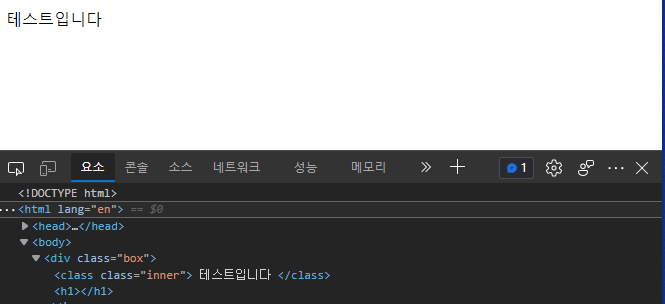 테스트입니다
요소 콘솔 소스 네트워크 성능 메모리 » + 1
<!DOCTYPE html>
···<html lang="en"> == $0
▶<head>…</head>
▼<body>
▼<div class="box">
<class class="inner"> 테스트입니다 </class>
<h1></h1>